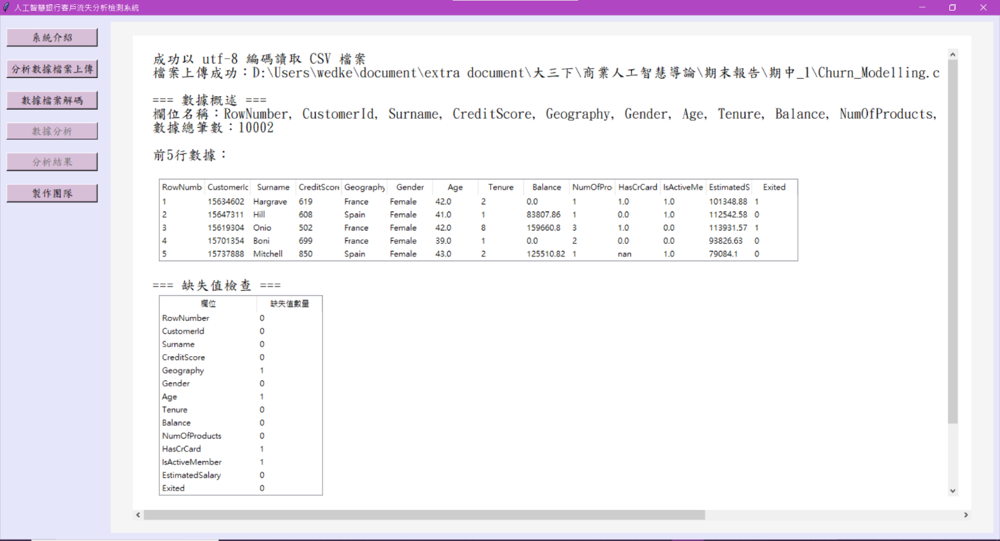 人工智慧銀行客戶流失分析檢測系統
系統介紹
分析數據檔案上傳
數據檔案解碼
數據分析
分析結果
製作團隊
成功以 utf-8 編碼讀取 CSV 檔案
檔案上傳成功：D:\Users\wedke\document\extra document\大三下\商業人工智慧導論\期末報告\期中_1\Churn_Modelling.c
=== 數據概述 ===
欄位名稱：RowNumber, CustomerId, Surname, CreditScore, Geography, Gender, Age, Tenure, Balance, NumOfProducts,
數據總筆數：10002
前5行數據：
RowNumb CustomerIc Surname CreditScore Geography Gender Age Tenure Balance NumOfPro HasCrCard IsActiveMe EstimatedS Exited
1 15634602 Hargrave 619 France Female 42.0 2 0.0 1 1.0 1.0 101348.88 1
2 15647311 Hill 608 Spain Female 41.0 1 83807.86 1 0.0 1.0 112542.58 0
3 15619304 Onio 502 France Female 42.0 8 159660.8 3 1.0 0.0 113931.57 1
4 15701354 Boni 699 France Female 39.0 1 0.0 2 0.0 0.0 93826.63 0
5 15737888 Mitchell 850 Spain Female 43.0 2 125510.82 1 nan 1.0 79084.1 0
=== 缺失值檢查 ===
欄位 缺失值數量
RowNumber 0
CustomerId 0
Surname 0
CreditScore 0
Geography 1
Gender 0
Age 1
Tenure 0
Balance 0
NumOfProducts 0
HasCrCard 1
IsActiveMember 1
EstimatedSalary 0
Exited 0